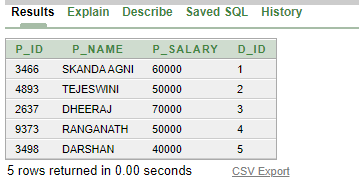 Results Explain Describe Saved SQL History
P_ID P_NAME P_SALARY D_ID
3466 SKANDA AGNI 60000 1
4893 TEJESWINI 50000 2
2637 DHEERAJ 70000 3
9373 RANGANATH 50000 4
3498 DARSHAN 40000 5
5 rows returned in 0.00 seconds CSV Export